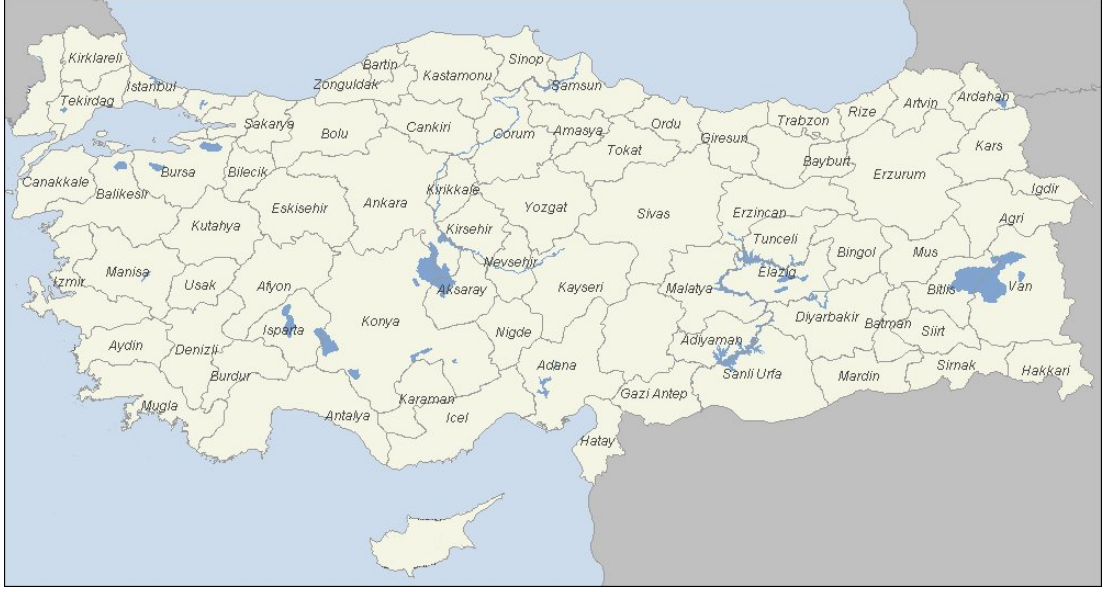 Kirklareli
Tekirdag
Istanbul
Zonguldak
Bartin
Kastamonu
Sinop
Samsun
Sakarya
Bolu
Cankiri
Corum
Amasya
Ordu
Giresun
Trabzon
Rize
Artvin
Ardahan
Kars
Canakkale
Balikesir
Bursa
Bilecik
Eskisehir
Ankara
Kirikkale
Yozgat
Tokat
Sivas
Bayburt
Erzincan
Erzurum
Igdir
Agri
Kutahya
Kirsehir
Nevsehir
Tunceli
Elazig
Bingol
Mus
Bitlis
Van
Izmir
Manisa
Usak
Afyon
Isparta
Konya
Aksaray
Kayseri
Malatya
Diyarbakir
Batman
Siirt
Aydin
Denizli
Burdur
Nigde
Adana
Adiyaman
Sanli Urfa
Mardin
Sirnak
Hakkari
Mugla
Antalya
Karaman
Icel
Gazi Antep
Hatay